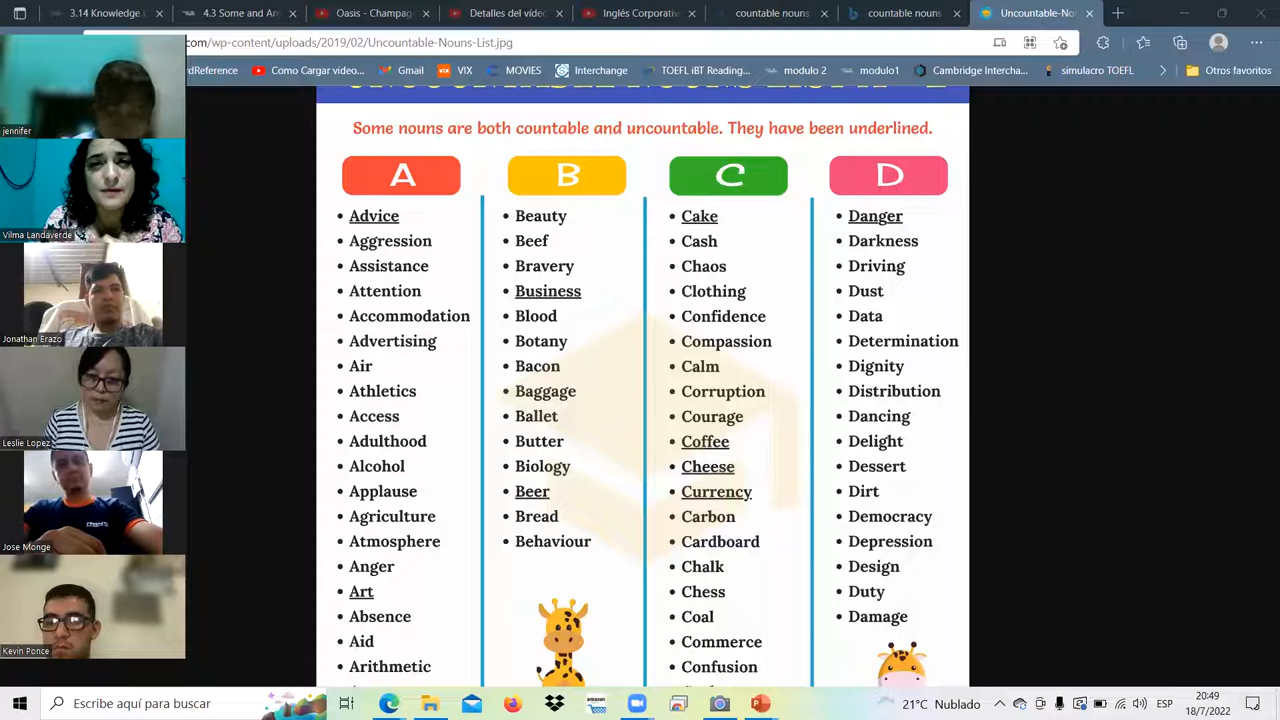 3.14 Knowledge
4.3 Some and An
Oasis - Champag
Detalles del víde
Inglés Corporativ
countable nouns
countable nouns
Uncountable-No
com/wp-content/uploads/2019/02/Uncountable-Nouns-List.jpg
rdReference
Como Cargar video...
Gmail
VIX
MOVIES
Interchange
TOEFL iBT Reading...
modulo 2
modulo1
Cambridge Intercha...
simulacro TOEFL
Otros favoritos
jennifer
Vilma Landaverde
Jonathan Erazo
Leslie Lopez
Jose Monge
Kevin Ponce
Some nouns are both countable and uncountable. They have been underlined.
A
Advice
Aggression
Assistance
Attention
Accommodation
Advertising
Air
Athletics
Access
Adulthood
Alcohol
Applause
Agriculture
Atmosphere
Anger
Art
Absence
Aid
Arithmetic
B
Beauty
Beef
Bravery
Business
Blood
Botany
Bacon
Baggage
Ballet
Butter
Biology
Beer
Bread
Behaviour
C
Cake
Cash
Chaos
Clothing
Confidence
Compassion
Calm
Corruption
Courage
Coffee
Cheese
Currency
Carbon
Cardboard
Chalk
Chess
Coal
Commerce
Confusion
D
Danger
Darkness
Driving
Dust
Data
Determination
Dignity
Distribution
Dancing
Delight
Dessert
Dirt
Democracy
Depression
Design
Duty
Damage
Escribe aquí para buscar
amazon
21°C Nublado
ESP
20:49
18/7/2022